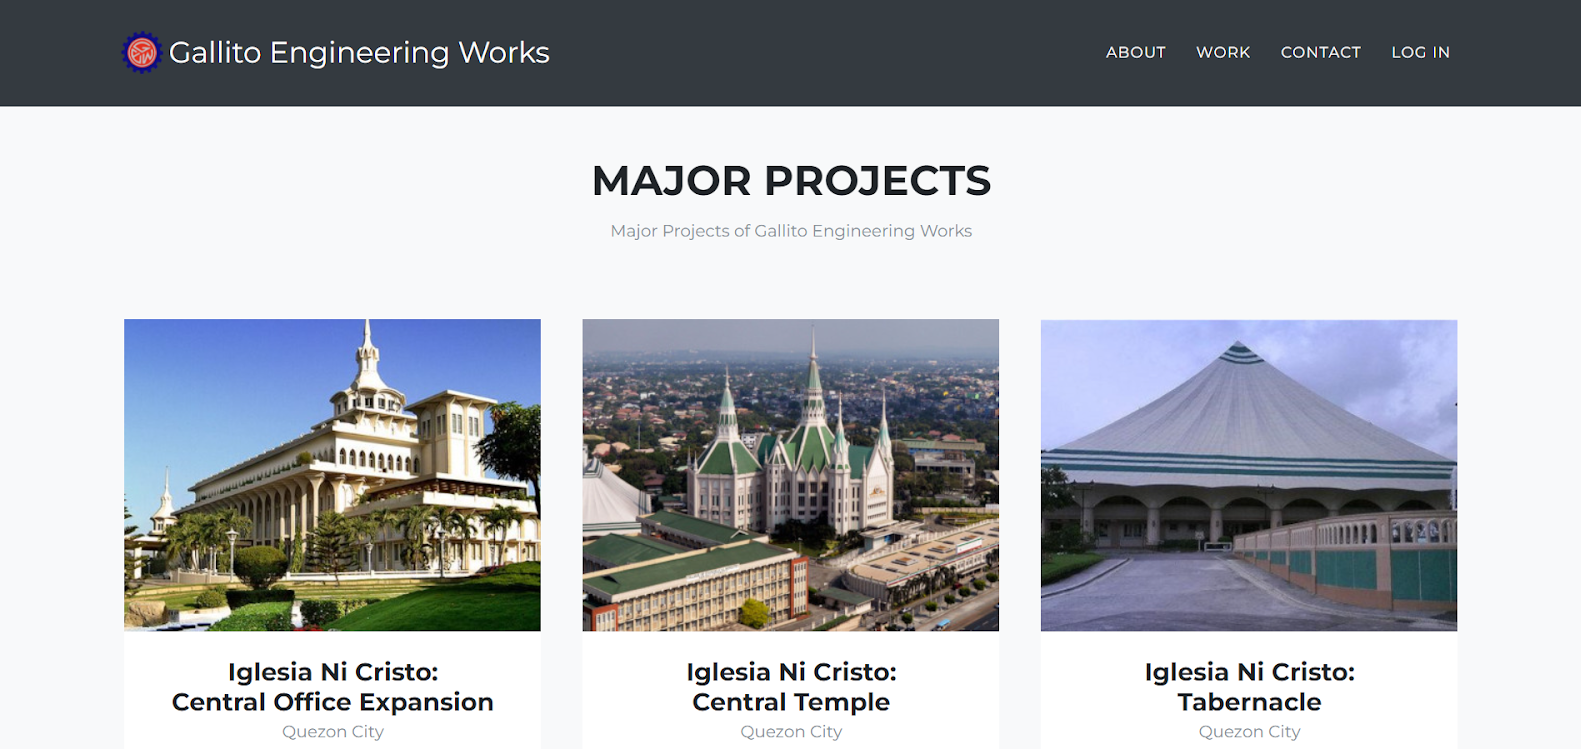 Gallito Engineering Works
ABOUT WORK CONTACT LOG IN
MAJOR PROJECTS
Major Projects of Gallito Engineering Works
Iglesia Ni Cristo:
Central Office Expansion
Quezon City
Iglesia Ni Cristo:
Central Temple
Quezon City
Iglesia Ni Cristo:
Tabernacle
Quezon City